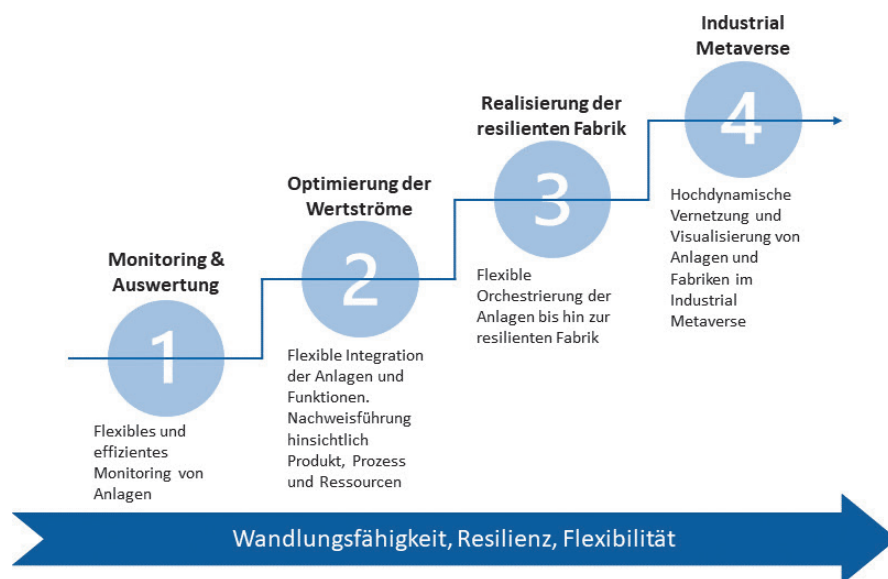 Monitoring &
Auswertung
1
Flexibles und
effizientes
Monitoring von
Anlagen
Optimierung der
Wertströme
2
Flexible Integration
der Anlagen und
Funktionen.
Nachweisführung
hinsichtlich
Produkt, Prozess
und Ressourcen
Realisierung der
resilienten Fabrik
3
Flexible
Orchestrierung der
Anlagen bis hin zur
resilienten Fabrik
Industrial
Metaverse
4
Hochdynamische
Vernetzung und
Visualisierung von
Anlagen und
Fabriken im
Industrial
Metaverse
Wandlungsfähigkeit, Resilienz, Flexibilität